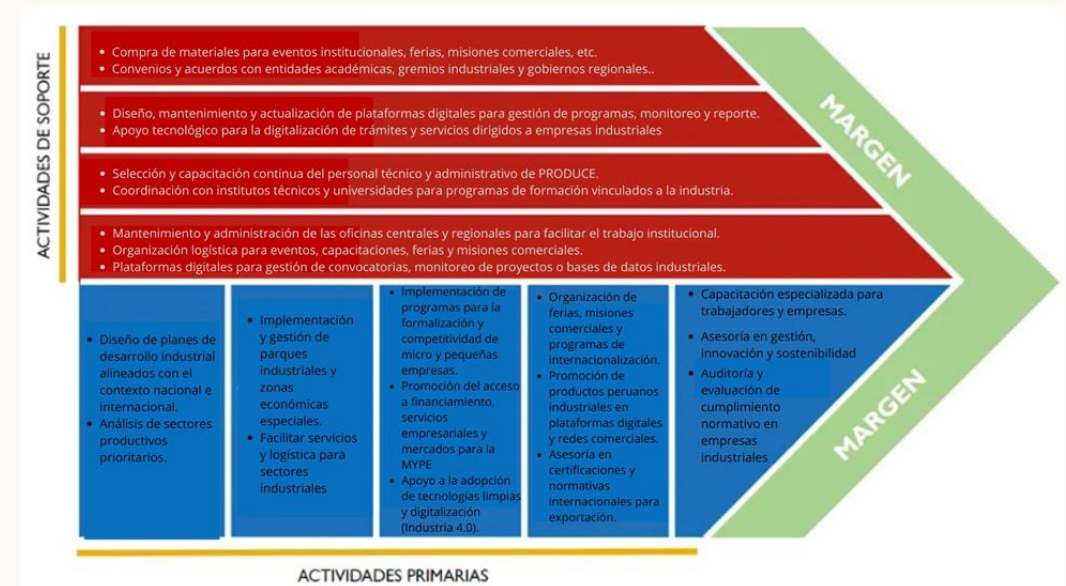 ACTIVIDADES DE SOPORTE
• Compra de materiales para eventos institucionales, ferias, misiones comerciales, etc.
• Convenios y acuerdos con entidades académicas, gremios industriales y gobiernos regionales..
• Diseño, mantenimiento y actualización de plataformas digitales para gestión de programas, monitoreo y reporte.
• Apoyo tecnológico para la digitalización de trámites y servicios dirigidos a empresas industriales
• Selección y capacitación continua del personal técnico y administrativo de PRODUCE.
• Coordinación con institutos técnicos y universidades para programas de formación vinculados a la industria.
• Mantenimiento y administración de las oficinas centrales y regionales para facilitar el trabajo institucional.
• Organización logística para eventos, capacitaciones, ferias y misiones comerciales.
• Plataformas digitales para gestión de convocatorias, monitoreo de proyectos o bases de datos industriales.
MARGEN
• Diseño de planes de
desarrollo industrial
alineados con el
contexto nacional e
internacional.
• Análisis de sectores
productivos
prioritarios.
• Implementación
y gestión de
parques
industriales y
zonas
económicas
especiales.
• Facilitar servicios
y logística para
sectores
industriales
• Implementación de
programas para la
formalización y
competitividad de
micro y pequeñas
empresas.
• Promoción del acceso
a financiamiento,
servicios
empresariales y
mercados para la
MYPE
• Apoyo a la adopción
de tecnologías limpias
y digitalización
(Industria 4.0).
• Organización de
ferias, misiones
comerciales y
programas de
internacionalización.
• Promoción de
productos peruanos
industriales en
plataformas digitales
y redes comerciales.
• Asesoría en
certificaciones y
normativas
internacionales para
exportación.
• Capacitación especializada para
trabajadores y empresas.
• Asesoría en gestión,
innovación y sostenibilidad
• Auditoría y
evaluación de
cumplimiento
normativo en
empresas
industriales
MARGEN
ACTIVIDADES PRIMARIAS